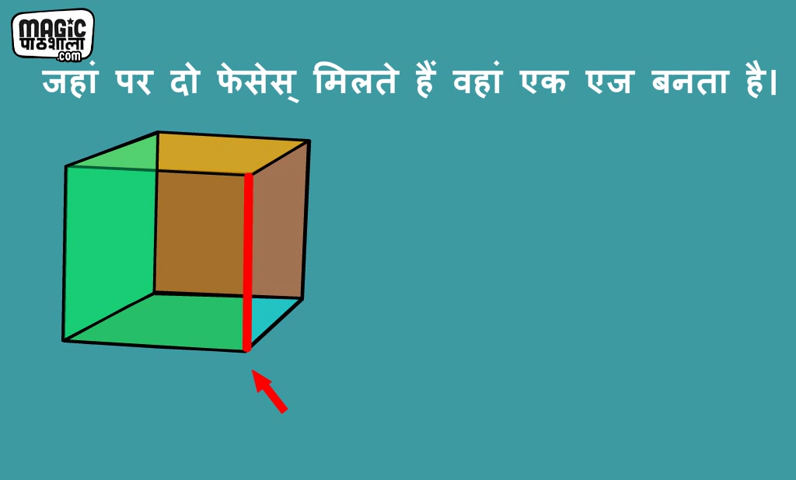 MAGiC
पाठशाला
.com
जहां पर दो फेसेस् मिलते हैं वहां एक एज बनता है।